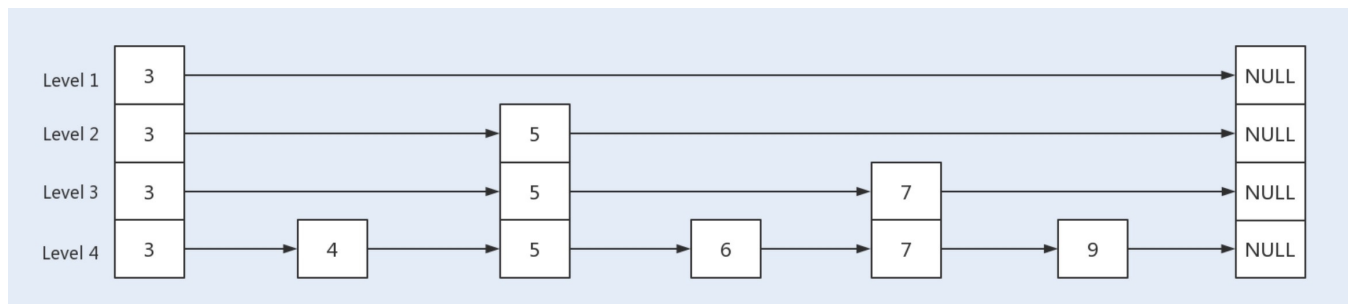 Level 1 3 NULL
Level 2 3 5 NULL
Level 3 3 5 7 NULL
Level 4 3 4 5 6 7 9 NULL